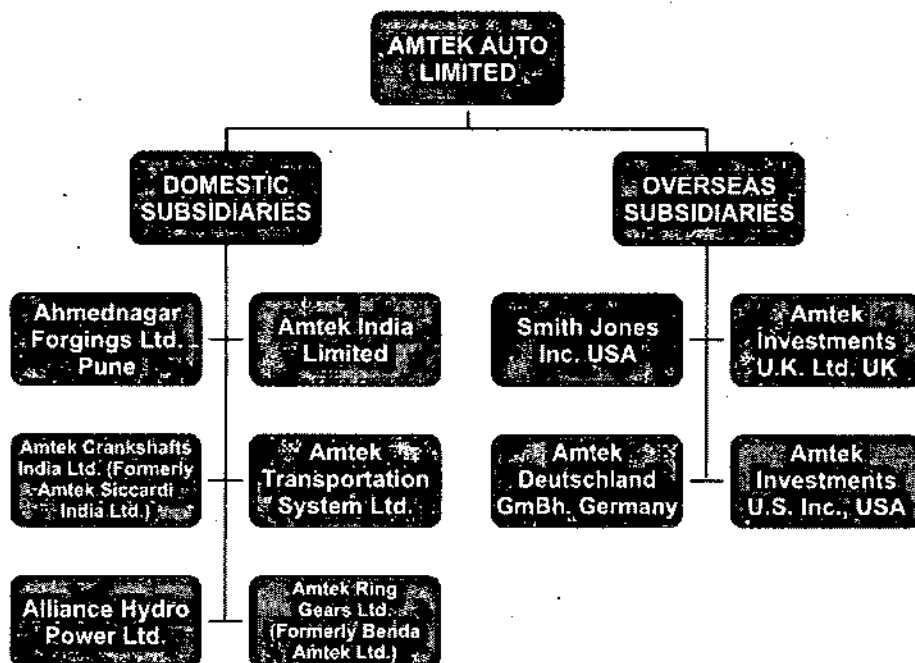 AMTEK AUTO
LIMITED
DOMESTIC
SUBSIDIARIES
OVERSEAS
SUBSIDIARIES
Ahmednagar
Forgings Ltd.
Pune
Amtek India
Limited
Smith Jones
Inc. USA
Amtek
Investments
U.K. Ltd. UK
Amtek Crankshafts
India Ltd. (Formerly
Amtek Siccardi
India Ltd.)
Amtek
Transportation
System Ltd.
Amtek
Deutschland
GmBh. Germany
Amtek
Investments
U.S. Inc., USA
Alliance Hydro
Power Ltd.
Amtek Ring
Gears Ltd.
(Formerly Benda
Amtek Ltd.)